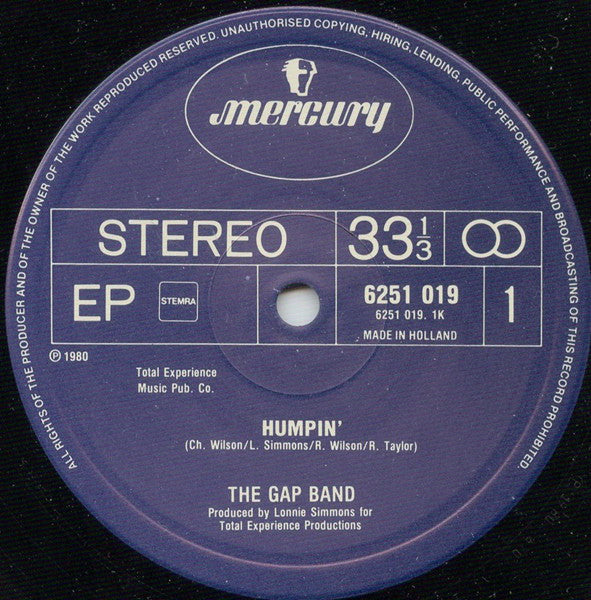 ALL RIGHTS OF THE PRODUCER AND OF THE OWNER OF THE WORK REPRODUCED RESERVED. UNAUTHORISED COPYING, HIRING, LENDING, PUBLIC PERFORMANCE AND BROADCASTING OF THIS RECORD PROHIBITED.
mercury
STEREO 33 1/3
EP STEMRA 6251 019 1
6251 019. 1K
MADE IN HOLLAND
℗ 1980
Total Experience
Music Pub. Co.
HUMPIN'
(Ch. Wilson/L. Simmons/R. Wilson/R. Taylor)
THE GAP BAND
Produced by Lonnie Simmons for
Total Experience Productions